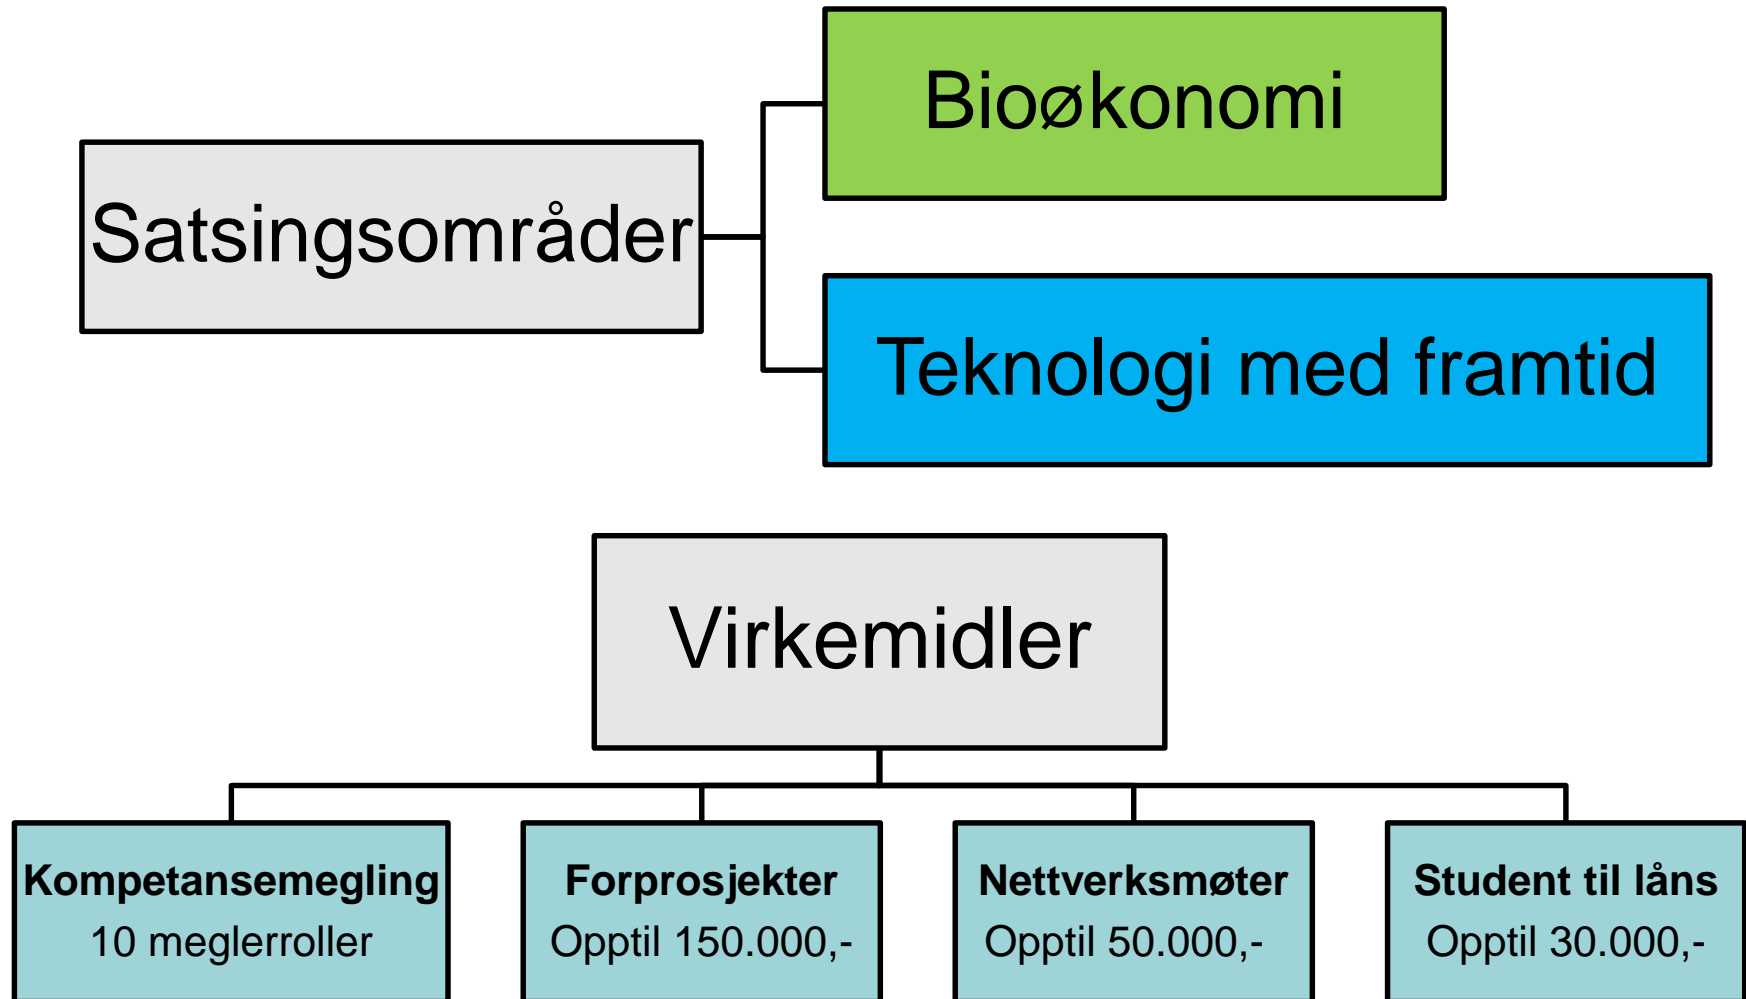 Bioøkonomi
Satsingsområder
Teknologi med framtid
Virkemidler
Kompetansemegling
10 meglerroller
Forprosjekter
Opptil 150.000,-
Nettverksmøter
Opptil 50.000,-
Student til låns
Opptil 30.000,-